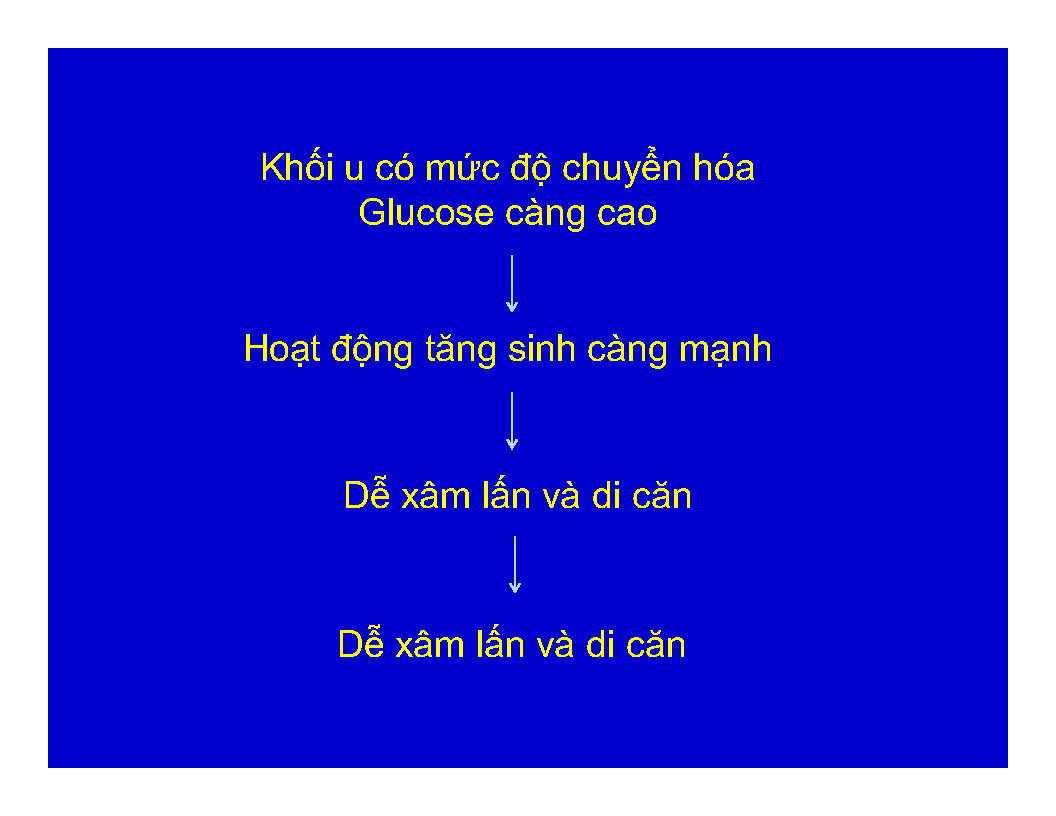 Khối u có mức độ chuyển hóa
Glucose càng cao
Hoạt động tăng sinh càng mạnh
Dễ xâm lấn và di căn
Dễ xâm lấn và di căn